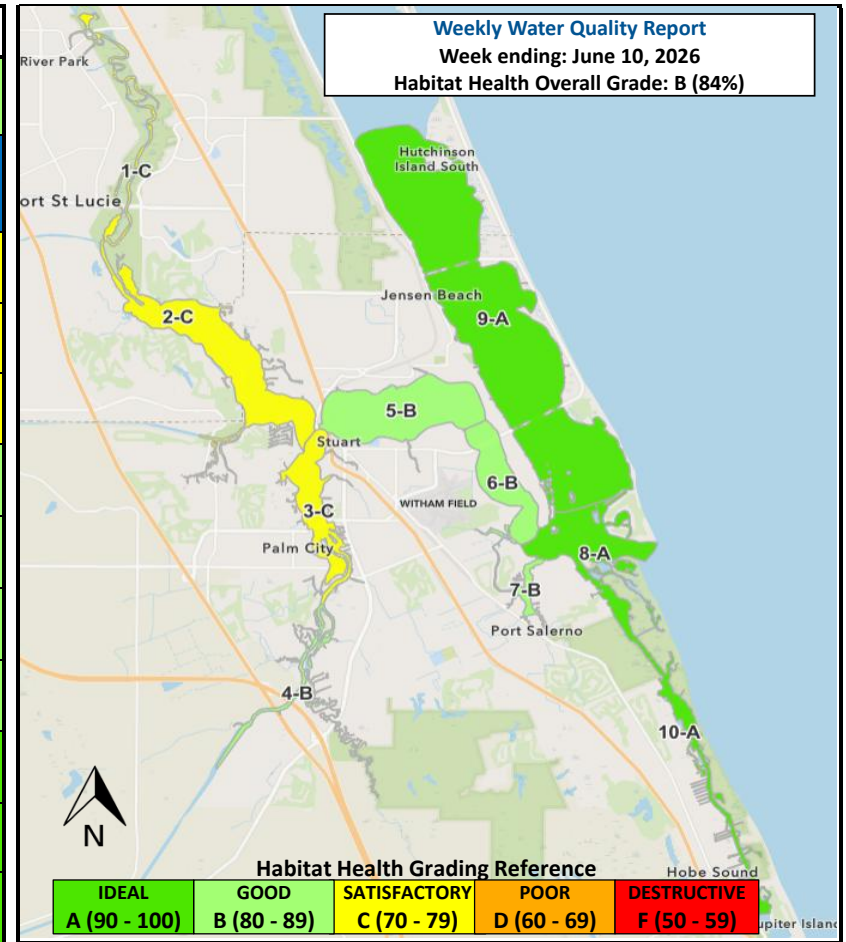 Weekly Water Quality Report
Week ending: June 10, 2026
Habitat Health Overall Grade: B (84%)
River Park
Hutchinson
Island South
1-C
ort St Lucie
Jensen Beach
2-C
9-A
5-B
Stuart
6-B
WITHAM FIELD
3-C
Palm City
8-A
7-B
Port Salerno
4-B
10-A
N
Habitat Health Grading Reference
Hobe Sound
IDEAL GOOD SATISFACTORY POOR DESTRUCTIVE
A (90 - 100) B (80 - 89) C (70 - 79) D (60 - 69) F (50 - 59)
upiter Island